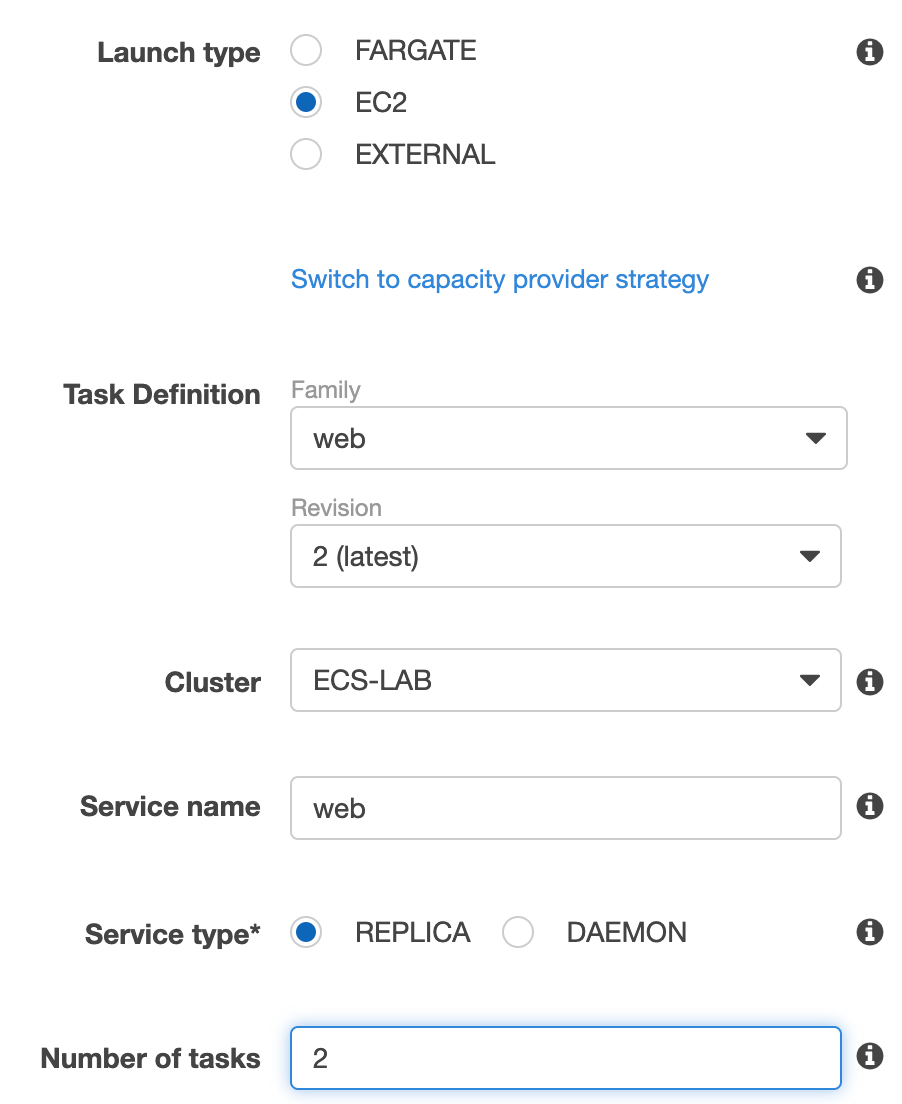 Launch type FARGATE
EC2
EXTERNAL
Switch to capacity provider strategy
Task Definition Family
web
Revision
2 (latest)
Cluster ECS-LAB
Service name web
Service type* REPLICA DAEMON
Number of tasks 2